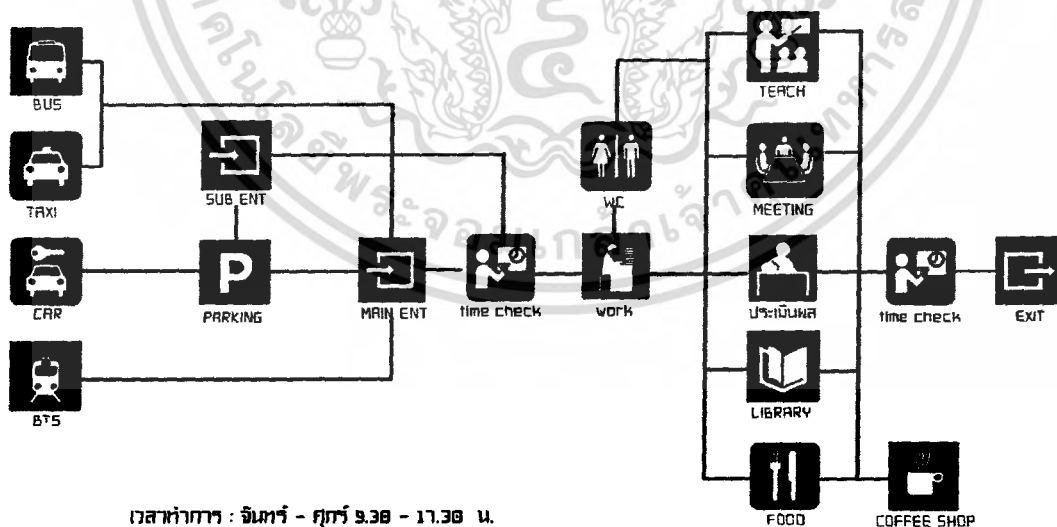 BUS
TEACH
WC
TAXI
SUB ENT
MEETING
CAR
P
PARKING
MAIN ENT
time check
work
ประเมินผล
time check
EXIT
BTS
LIBRARY
FOOD
COFFEE SHOP
เวลาทำการ : จันทร์ - ศุกร์ 9.30 - 17.30 น.